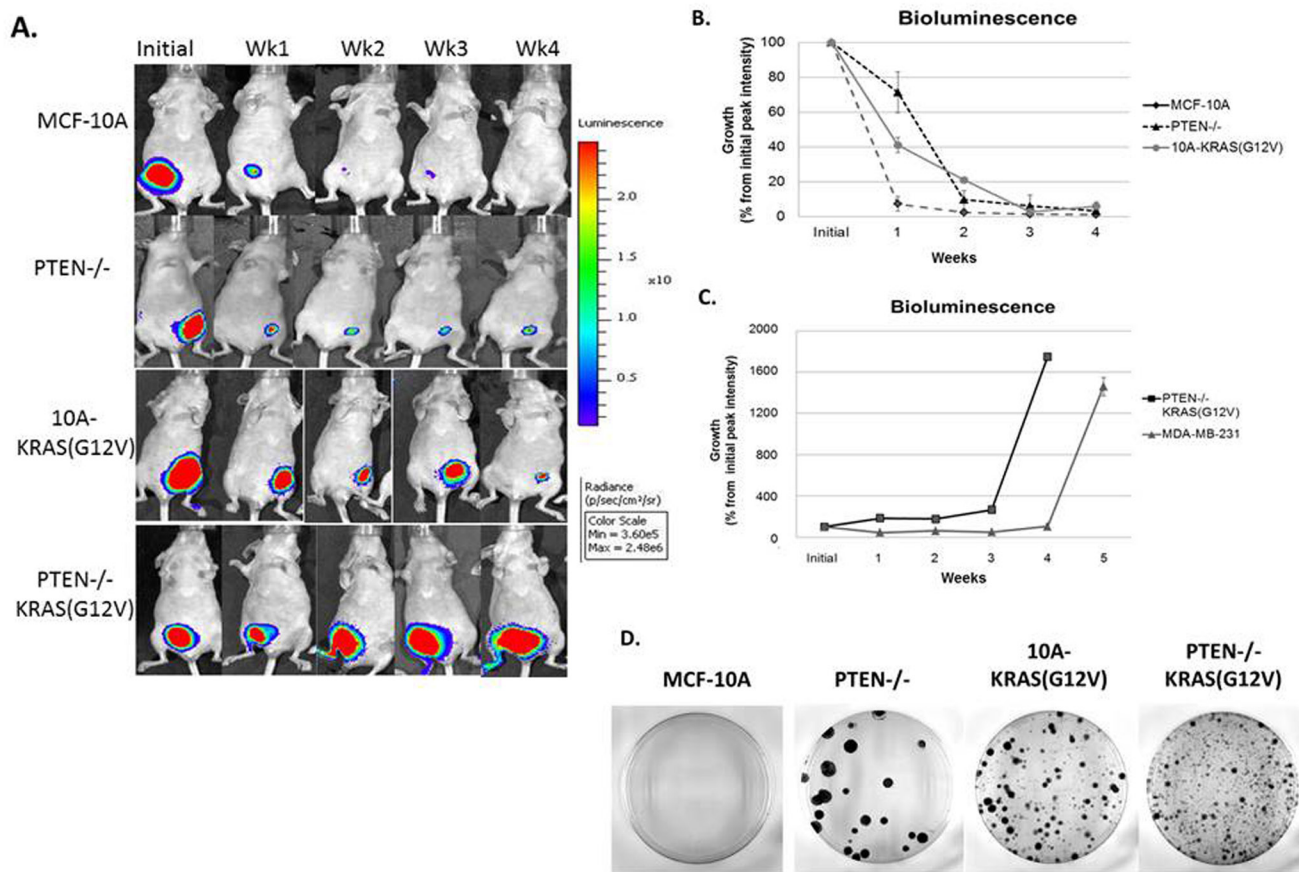 A.
Initial Wk1 Wk2 Wk3 Wk4
MCF-10A
PTEN-/-
10A-
KRAS(G12V)
PTEN-/-
KRAS(G12V)
Luminescence
2.0
1.5
x10
1.0
0.5
Radiance
(p/sec/cm²/sr)
Color Scale
Min = 3.60e5
Max = 2.48e6
B.
Bioluminescence
Growth
(% from initial peak intensity)
100
80
60
40
20
0
Initial 1 2 3 4
Weeks
MCF-10A
PTEN-/-
10A-KRAS(G12V)
C.
Bioluminescence
Growth
(% from initial peak intensity)
2000
1600
1200
800
400
0
Initial 1 2 3 4 5
Weeks
PTEN-/-
KRAS(G12V)
MDA-MB-231
D.
MCF-10A
PTEN-/-
10A-
KRAS(G12V)
PTEN-/-
KRAS(G12V)